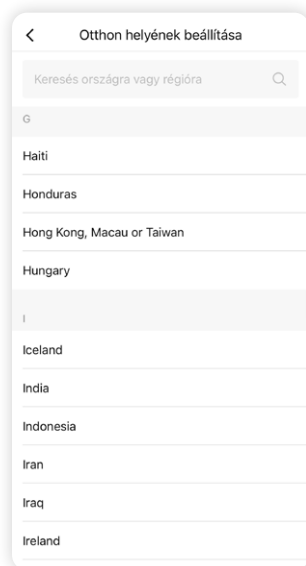 Otthon helyének beállítása
Keresés országra vagy régióra
G
Haiti
Honduras
Hong Kong, Macau or Taiwan
Hungary
I
Iceland
India
Indonesia
Iran
Iraq
Ireland